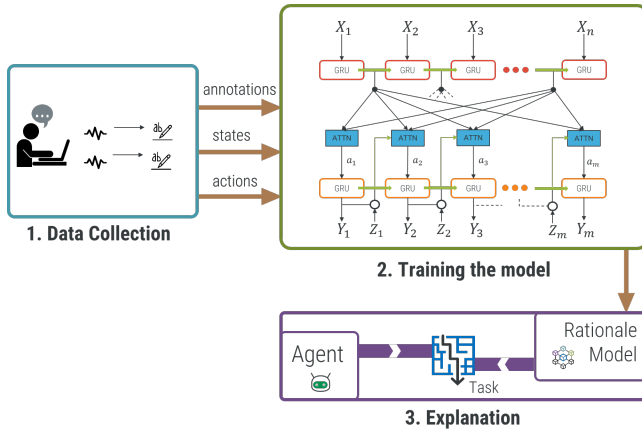 X₁ X₂ X₃ Xₙ
GRU GRU GRU GRU
annotations
states
actions
ab
ab
ATTN ATTN ATTN ATTN
a₁ a₂ a₃ aₘ
GRU GRU GRU GRU
Y₁ Z₁ Y₂ Z₂ Y₃ Zₘ Yₘ
1. Data Collection
2. Training the model
Agent
Task
Rationale
Model
3. Explanation